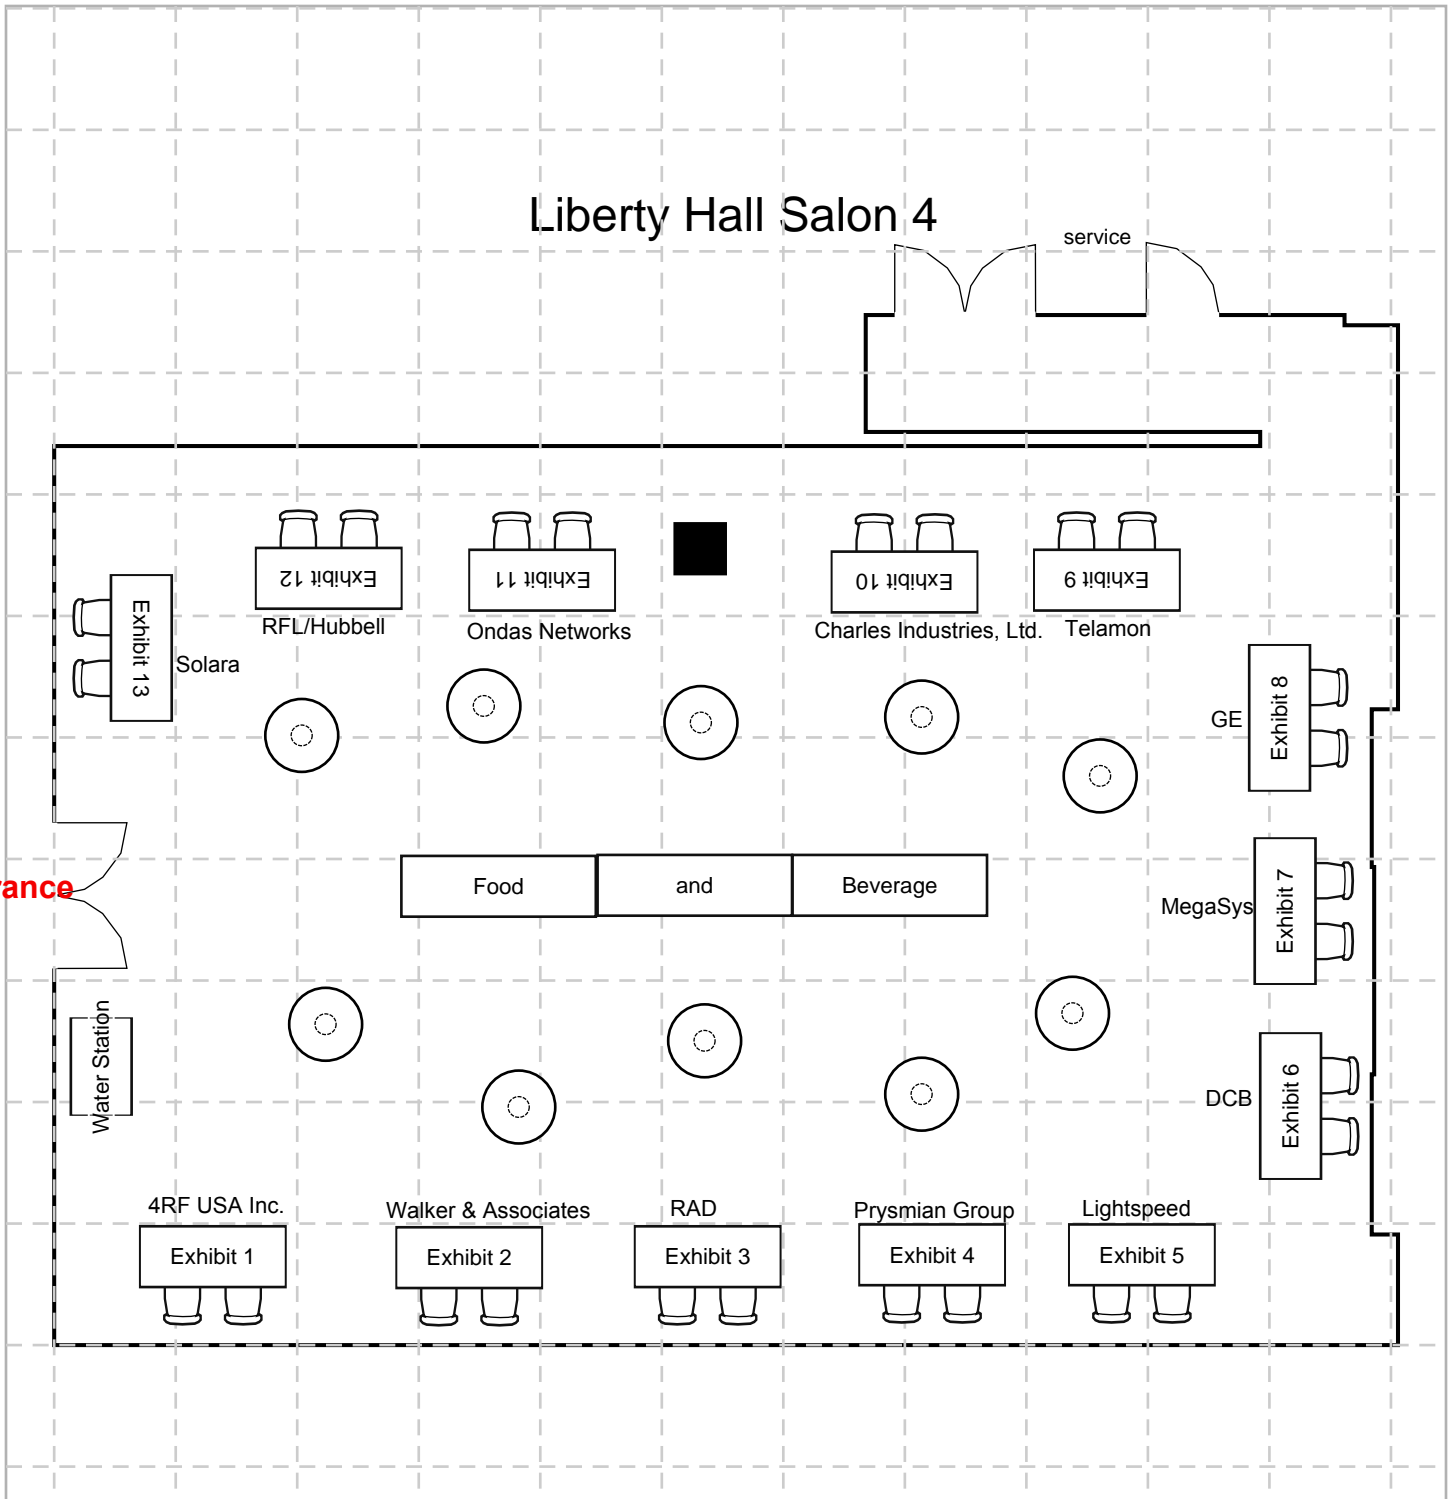 Liberty Hall Salon 4
service
Exhibit 12
Exhibit 11
Exhibit 10
Exhibit 9
RFL/Hubbell
Ondas Networks
Charles Industries, Ltd.
Telamon
Exhibit 13
Solara
GE
Exhibit 8
rance
Food
and
Beverage
MegaSys
Exhibit 7
Water Station
DCB
Exhibit 6
4RF USA Inc.
Walker & Associates
RAD
Prysmian Group
Lightspeed
Exhibit 1
Exhibit 2
Exhibit 3
Exhibit 4
Exhibit 5